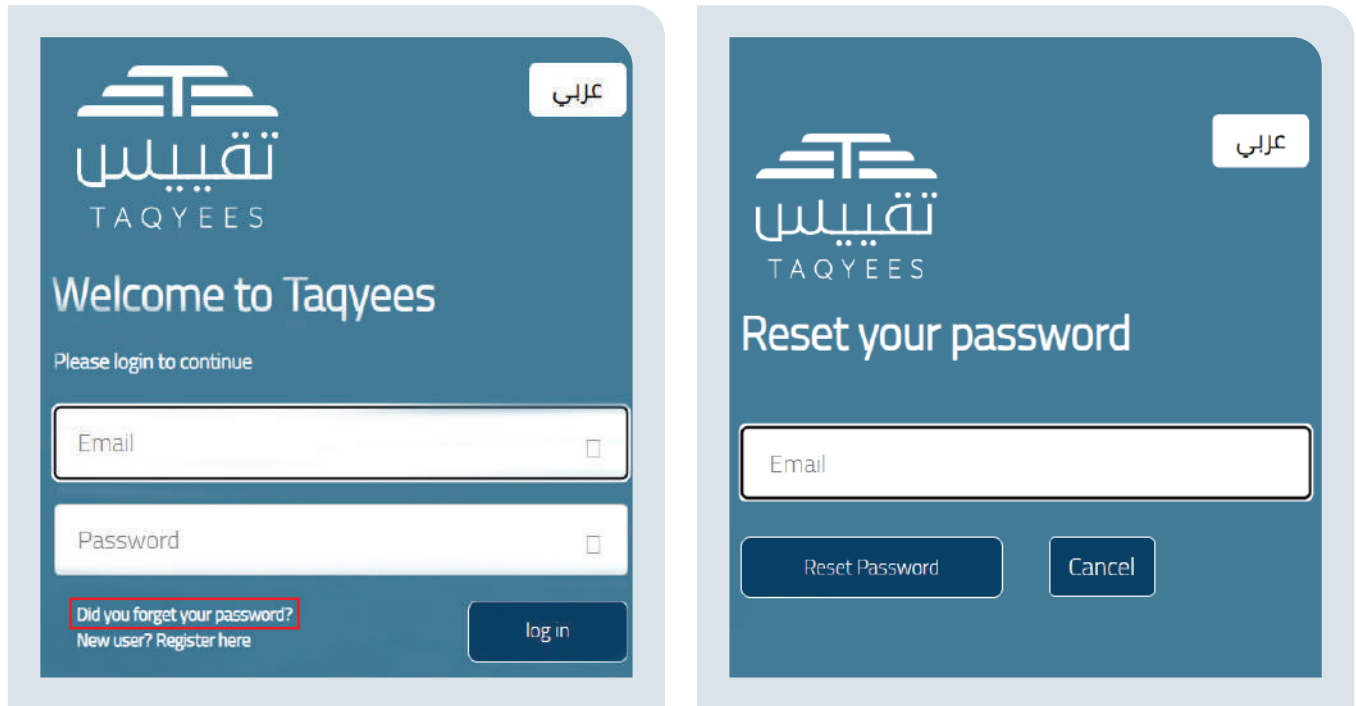 عربي
تقييس
TAQYEES
Welcome to Taqyees
Please login to continue
Email
Password
Did you forget your password?
New user? Register here
log in
عربي
تقييس
TAQYEES
Reset your password
Email
Reset Password
Cancel